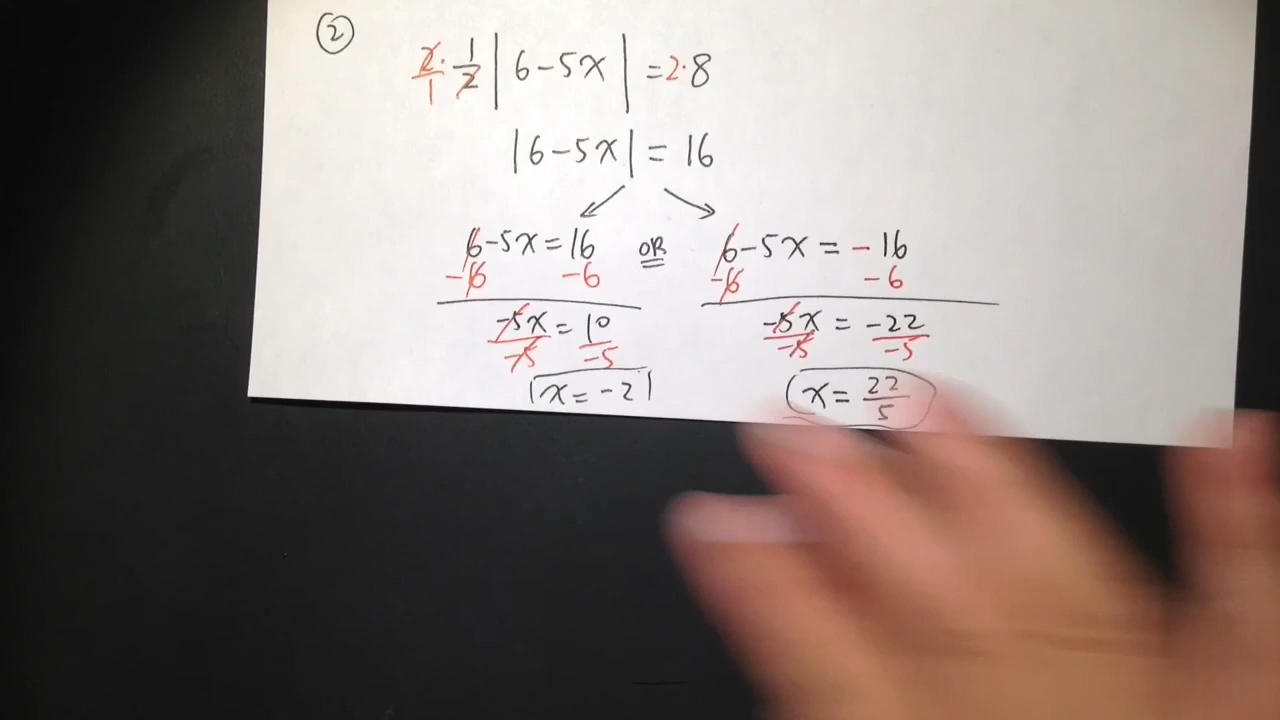 ②
2/1 · 1/2 |6-5x| = 2·8
|6-5x| = 16
6-5x = 16 OR 6-5x = -16
-6 -6 -6 -6
-5x = 10 -5x = -22
-5 -5 -5 -5
x = -2 x = 22/5